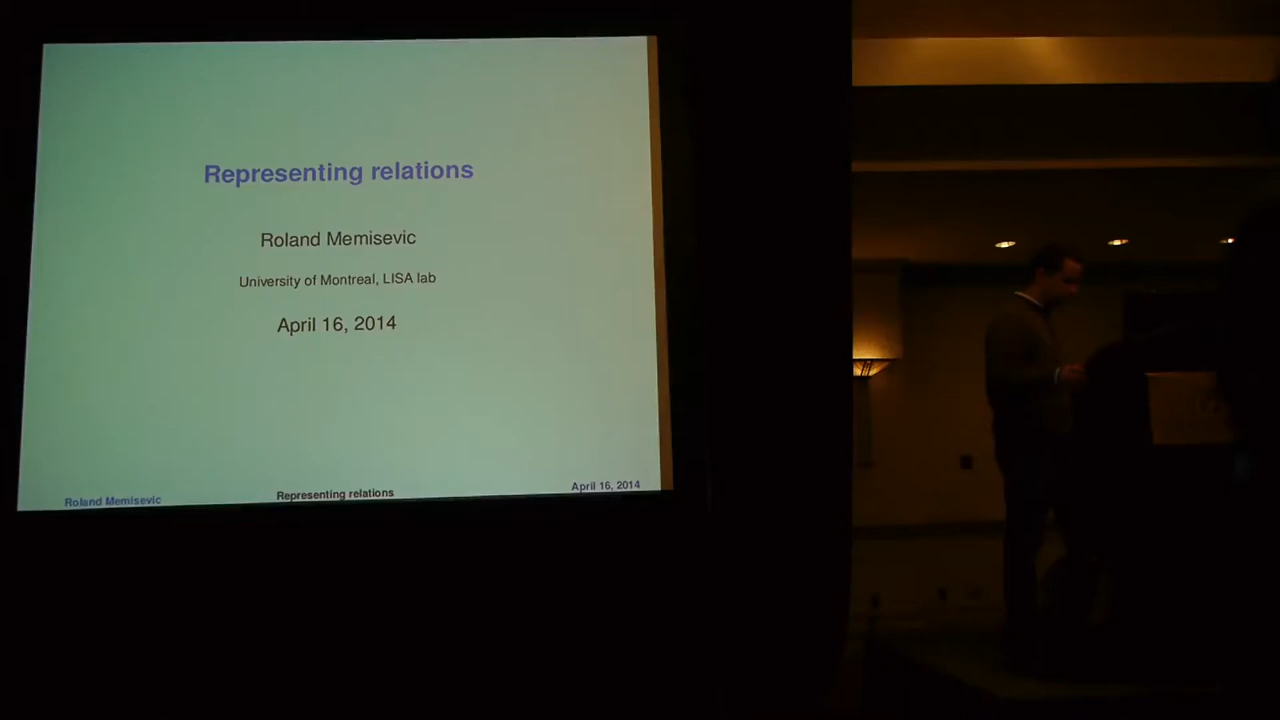 Representing relations
Roland Memisevic
University of Montreal, LISA lab
April 16, 2014
Roland Memisevic
Representing relations
April 16, 2014